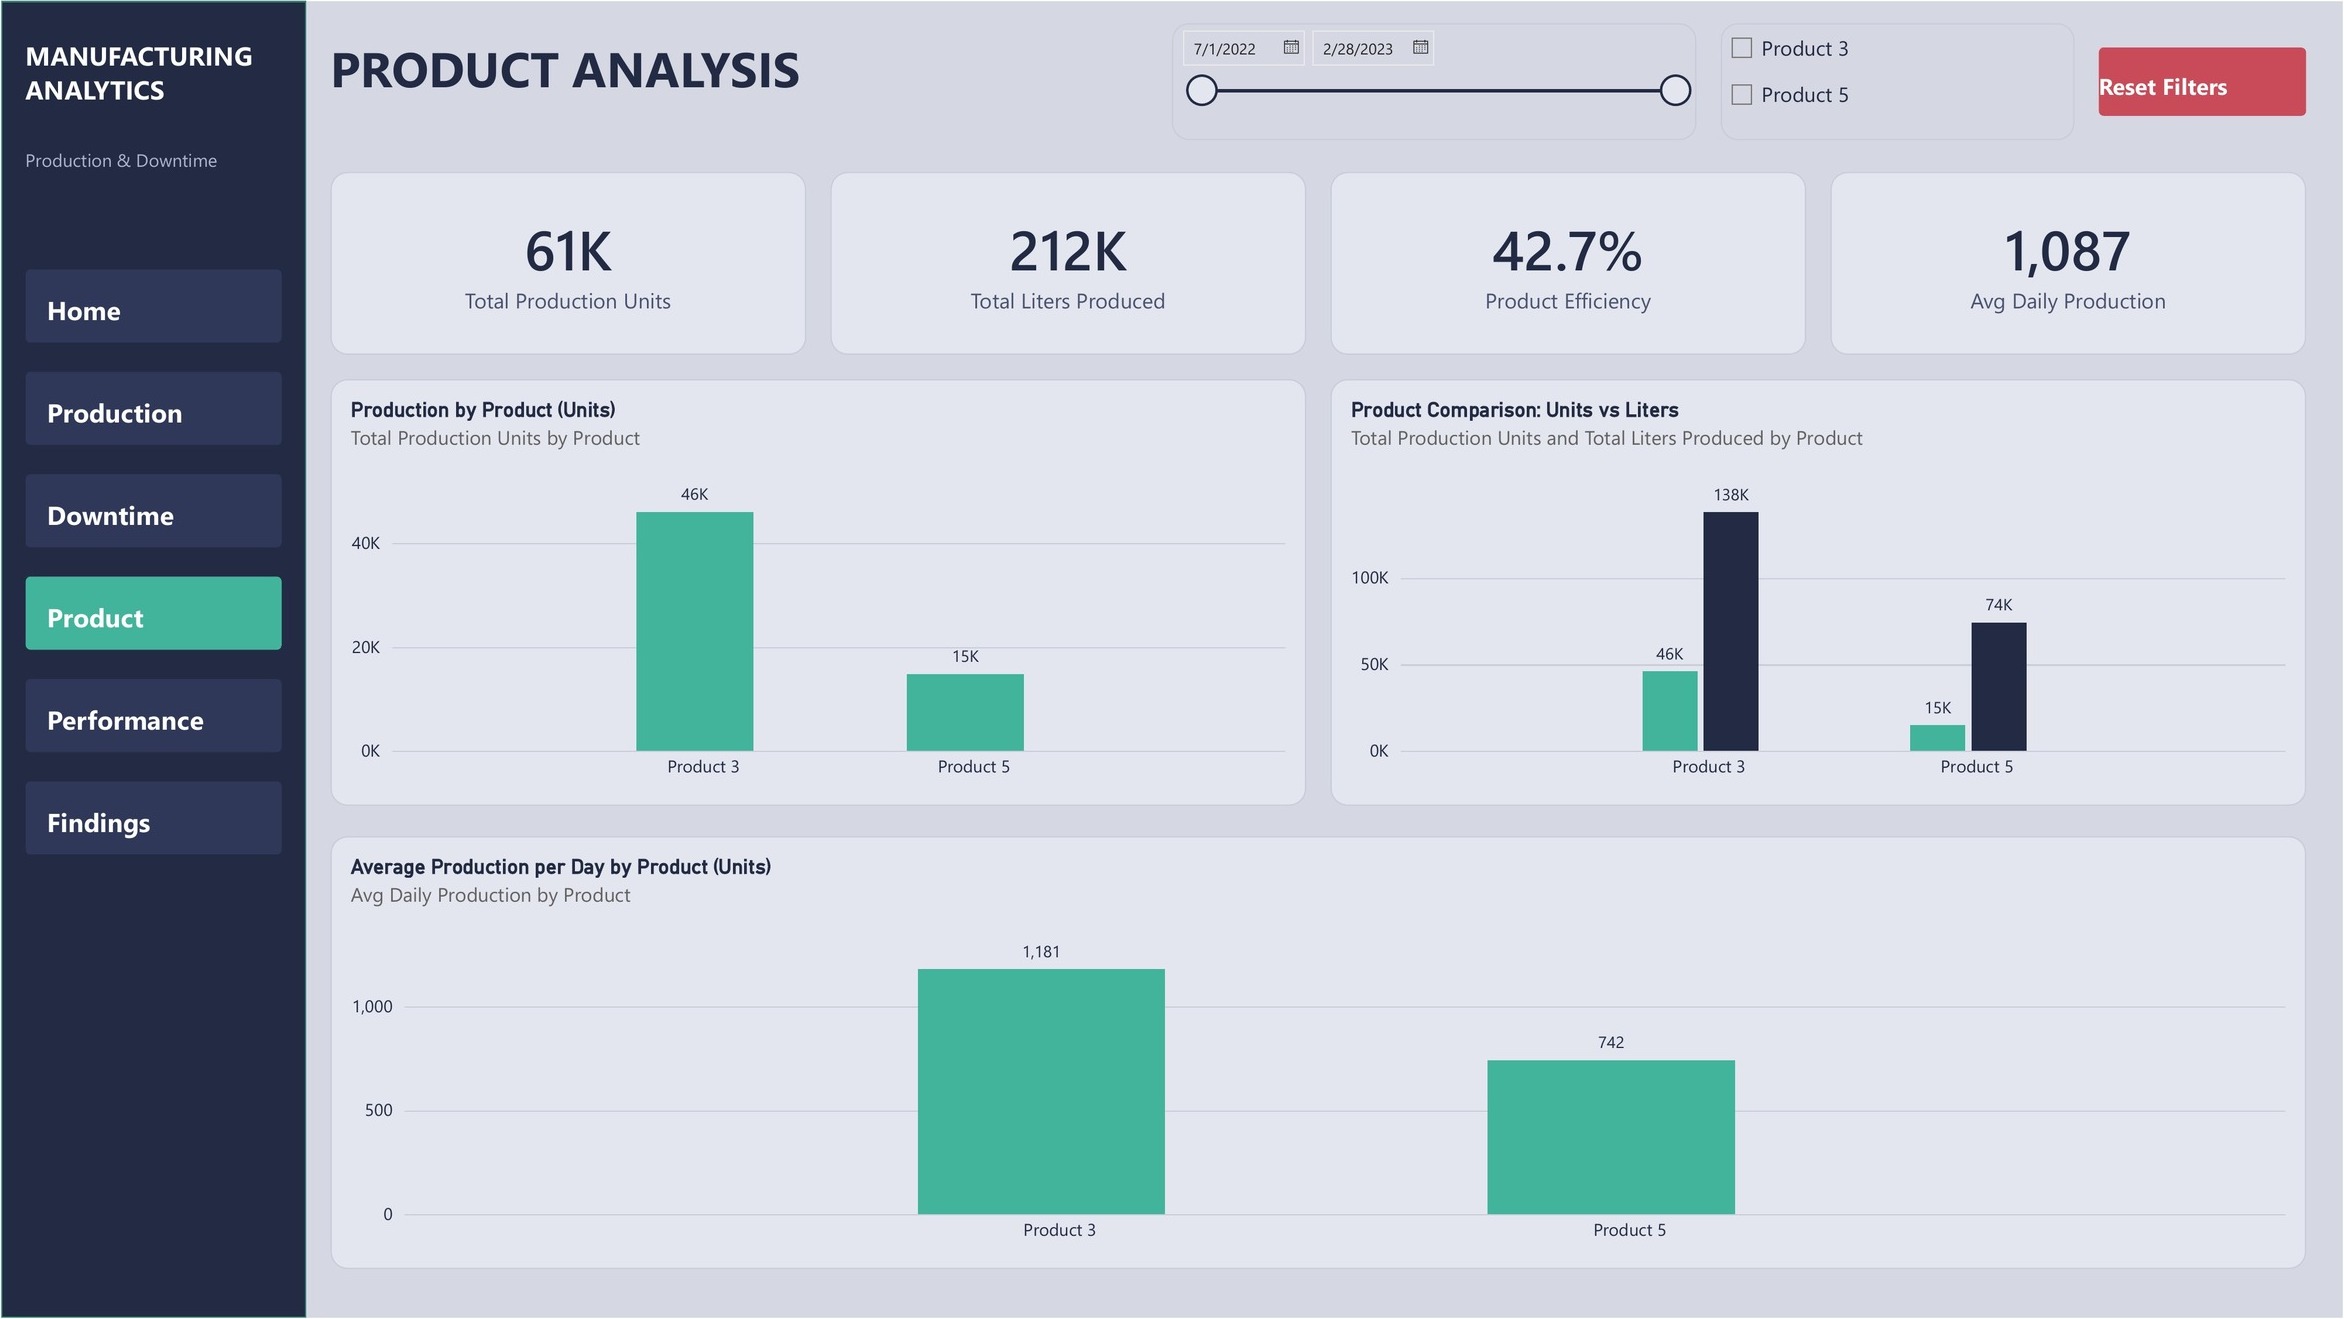 MANUFACTURING
ANALYTICS
Production & Downtime
Home
Production
Downtime
Product
Performance
Findings
PRODUCT ANALYSIS
7/1/2022
2/28/2023
Product 3
Product 5
Reset Filters
61K
Total Production Units
212K
Total Liters Produced
42.7%
Product Efficiency
1,087
Avg Daily Production
Production by Product (Units)
Total Production Units by Product
46K
40K
20K
15K
0K
Product 3
Product 5
Product Comparison: Units vs Liters
Total Production Units and Total Liters Produced by Product
138K
100K
74K
46K
50K
15K
0K
Product 3
Product 5
Average Production per Day by Product (Units)
Avg Daily Production by Product
1,181
1,000
742
500
0
Product 3
Product 5